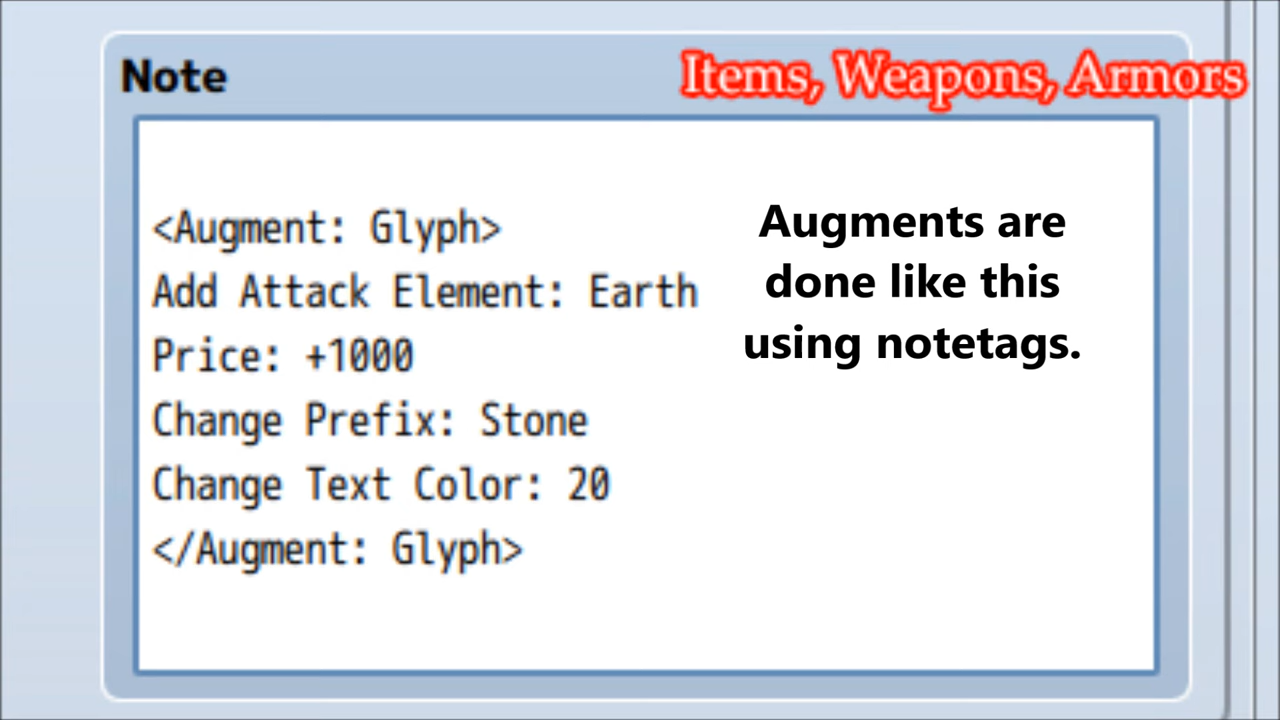 Note
Items, Weapons, Armors
<Augment: Glyph>
Add Attack Element: Earth
Price: +1000
Change Prefix: Stone
Change Text Color: 20
</Augment: Glyph>
Augments are
done like this
using notetags.